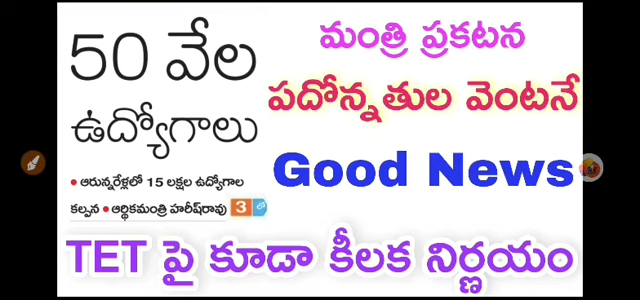 50 వేల
ఉద్యోగాలు
• ఆరున్నరేళ్లలో 15 లక్షల ఉద్యోగాల
కల్పన • ఆర్థికమంత్రి హరీష్‌రావు 3 లో
మంత్రి ప్రకటన
పదోన్నతుల వెంటనే
Good News
TET పై కూడా కీలక నిర్ణయం